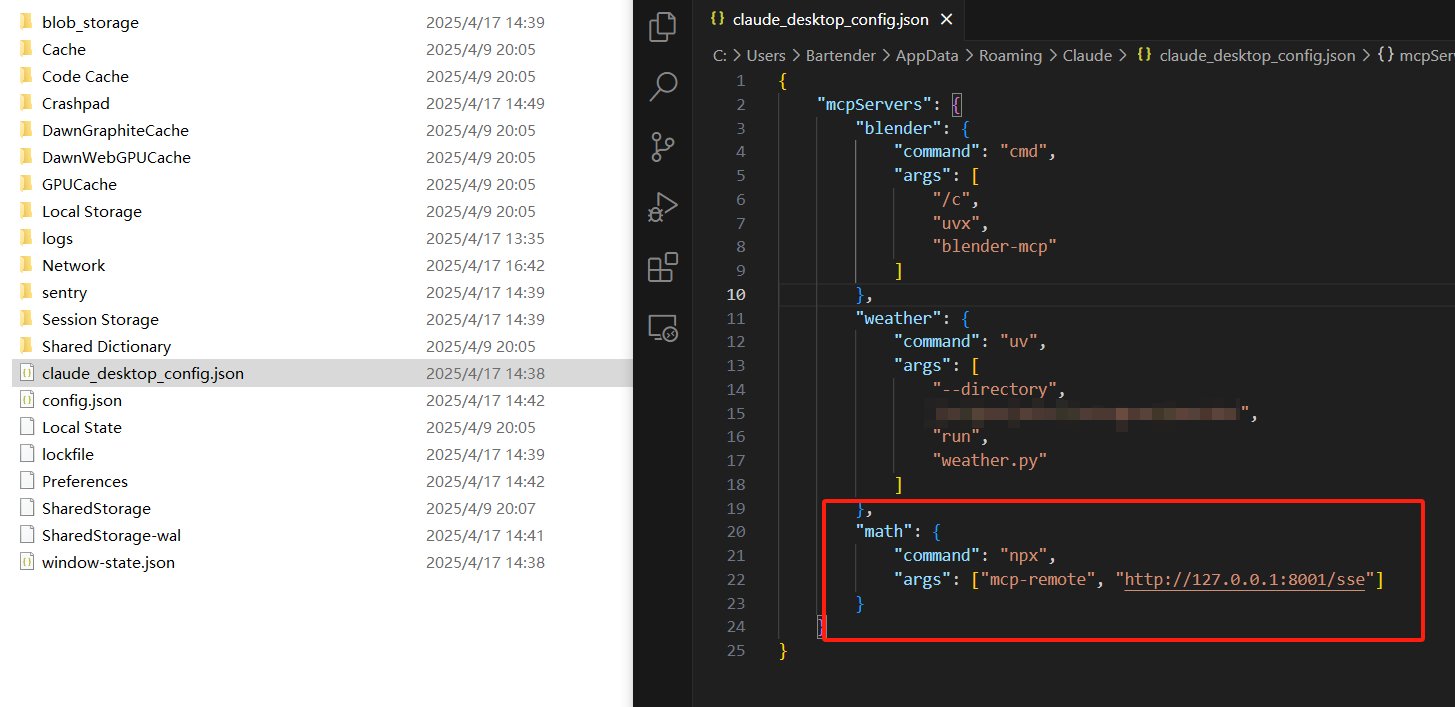 blob_storage 2025/4/17 14:39
Cache 2025/4/9 20:05
Code Cache 2025/4/9 20:05
Crashpad 2025/4/17 14:49
DawnGraphiteCache 2025/4/9 20:05
DawnWebGPUCache 2025/4/9 20:05
GPUCache 2025/4/9 20:05
Local Storage 2025/4/9 20:05
logs 2025/4/17 13:35
Network 2025/4/17 16:42
sentry 2025/4/17 14:39
Session Storage 2025/4/17 14:39
Shared Dictionary 2025/4/9 20:05
claude_desktop_config.json 2025/4/17 14:38
config.json 2025/4/17 14:42
Local State 2025/4/9 20:05
lockfile 2025/4/17 14:39
Preferences 2025/4/17 14:42
SharedStorage 2025/4/9 20:07
SharedStorage-wal 2025/4/17 14:41
window-state.json 2025/4/17 14:38
{} claude_desktop_config.json ×
C: > Users > Bartender > AppData > Roaming > Claude > {} claude_desktop_config.json > {} mcpSer
1 {
2 "mcpServers": {
3 "blender": {
4 "command": "cmd",
5 "args": [
6 "/c",
7 "uvx",
8 "blender-mcp"
9 ]
10 },
11 "weather": {
12 "command": "uv",
13 "args": [
14 "--directory",
15 ",
16 "run",
17 "weather.py"
18 ]
19 },
20 "math": {
21 "command": "npx",
22 "args": ["mcp-remote", "http://127.0.0.1:8001/sse"]
23 }
24 }
25 }